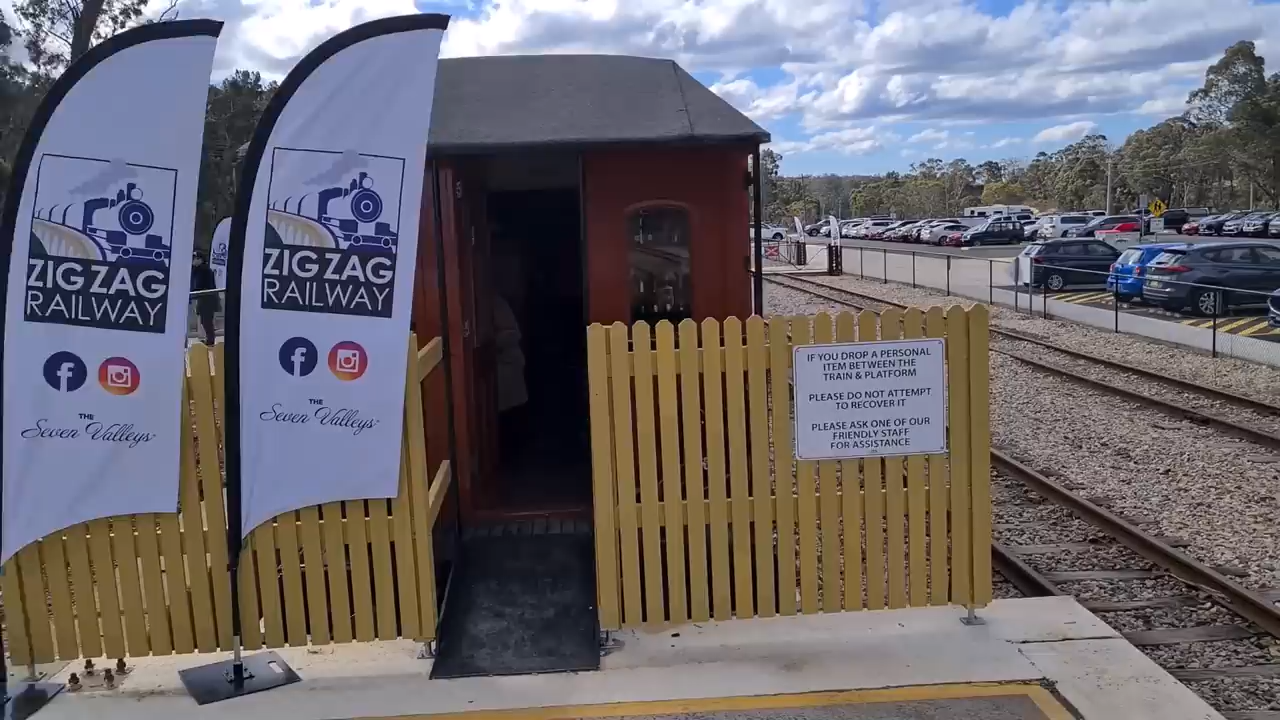 ZIG ZAG
RAILWAY
THE
Seven Valleys
ZIG ZAG
RAILWAY
THE
Seven Valleys
IF YOU DROP A PERSONAL
ITEM BETWEEN THE
TRAIN & PLATFORM
PLEASE DO NOT ATTEMPT
TO RECOVER IT
PLEASE ASK ONE OF OUR
FRIENDLY STAFF
FOR ASSISTANCE